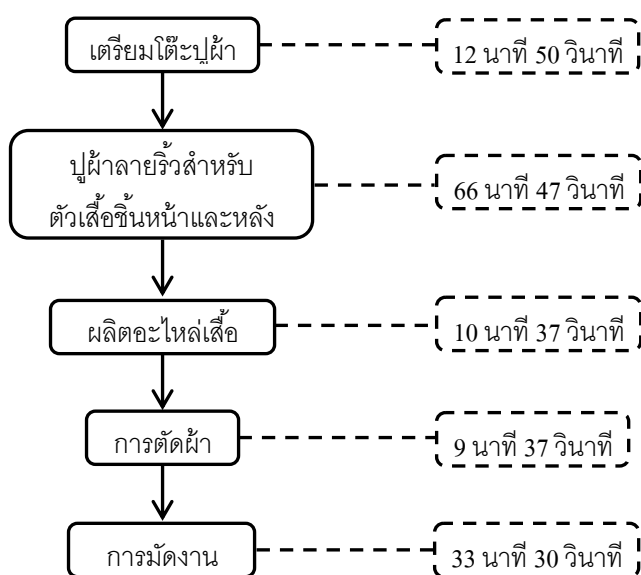 เตรียมโต๊ะปูผ้า
12 นาที 50 วินาที
ปูผ้าลายริ้วสำหรับ
ตัวเสื้อชิ้นหน้าและหลัง
66 นาที 47 วินาที
ผลิตอะไหล่เสื้อ
10 นาที 37 วินาที
การตัดผ้า
9 นาที 37 วินาที
การมัดงาน
33 นาที 30 วินาที